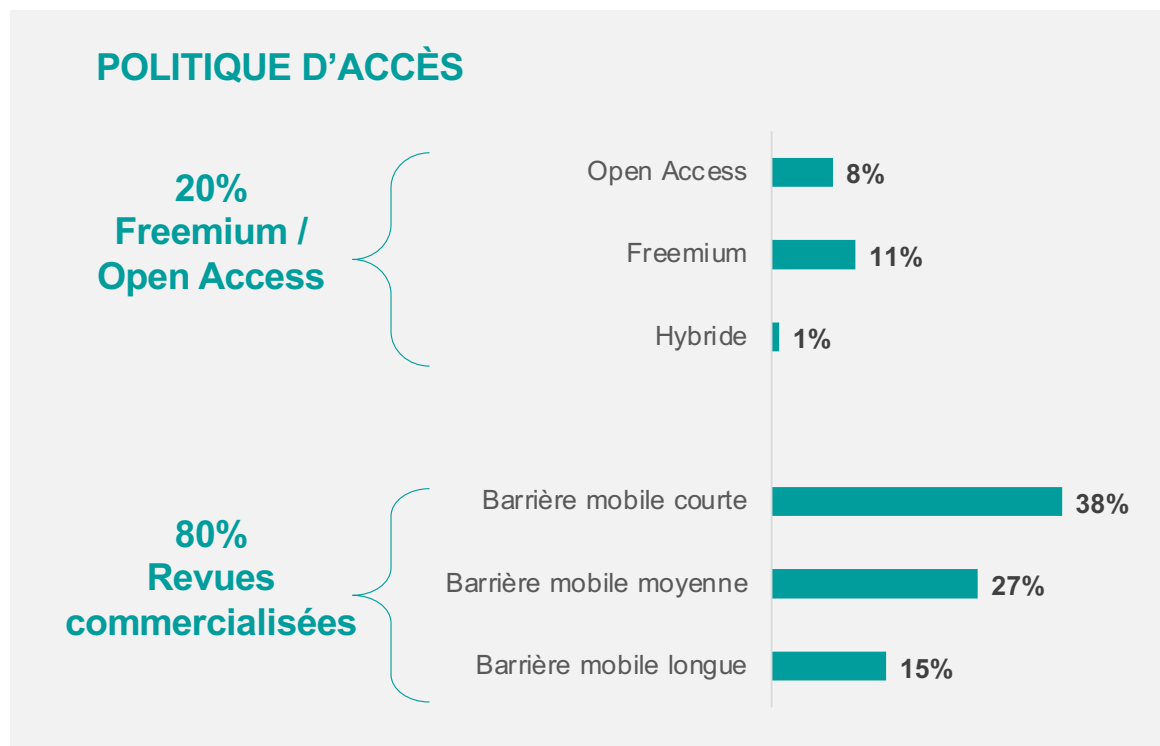 POLITIQUE D’ACCÈS
20%
Freemium /
Open Access
Open Access 8%
Freemium 11%
Hybride 1%
80%
Revues
commercialisées
Barrière mobile courte 38%
Barrière mobile moyenne 27%
Barrière mobile longue 15%